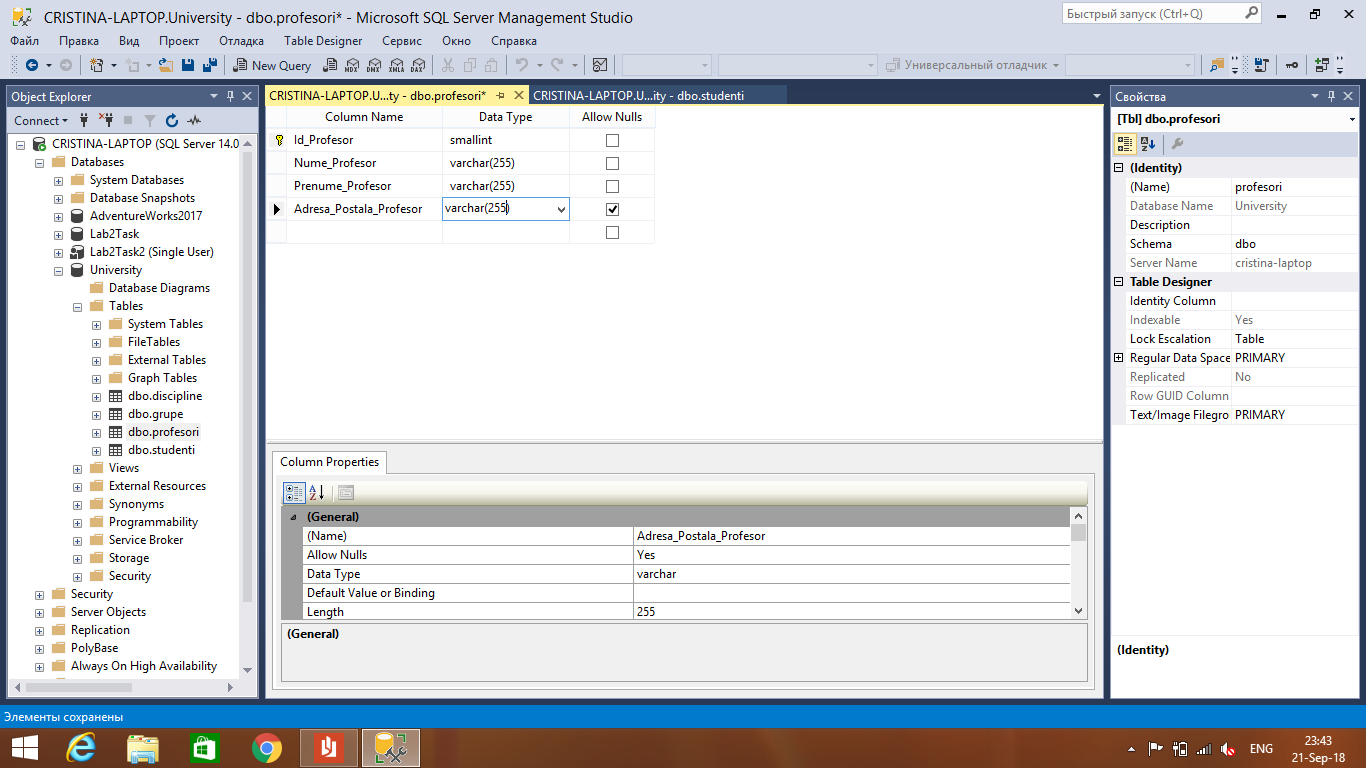 CRISTINA-LAPTOP.University - dbo.profesori* - Microsoft SQL Server Management Studio
Быстрый запуск (Ctrl+Q)
Файл Правка Вид Проект Отладка Table Designer Сервис Окно Справка
New Query MDX DMX XMLA DAX Универсальный отладчик
Object Explorer
Connect
CRISTINA-LAPTOP (SQL Server 14.0
Databases
System Databases
Database Snapshots
AdventureWorks2017
Lab2Task
Lab2Task2 (Single User)
University
Database Diagrams
Tables
System Tables
FileTables
External Tables
Graph Tables
dbo.discipline
dbo.grupe
dbo.profesori
dbo.studenti
Views
External Resources
Synonyms
Programmability
Service Broker
Storage
Security
Security
Server Objects
Replication
PolyBase
Always On High Availability
CRISTINA-LAPTOP.U...ty - dbo.profesori* CRISTINA-LAPTOP.U...ity - dbo.studenti
Column Name Data Type Allow Nulls
Id_Profesor smallint
Nume_Profesor varchar(255)
Prenume_Profesor varchar(255)
Adresa_Postala_Profesor varchar(255)
Column Properties
(General)
(Name) Adresa_Postala_Profesor
Allow Nulls Yes
Data Type varchar
Default Value or Binding
Length 255
(General)
Свойства
[Tbl] dbo.profesori
(Identity)
(Name) profesori
Database Name University
Description
Schema dbo
Server Name cristina-laptop
Table Designer
Identity Column
Indexable Yes
Lock Escalation Table
Regular Data Space PRIMARY
Replicated No
Row GUID Column
Text/Image Filegro PRIMARY
(Identity)
Элементы сохранены
ENG
23:43
21-Sep-18